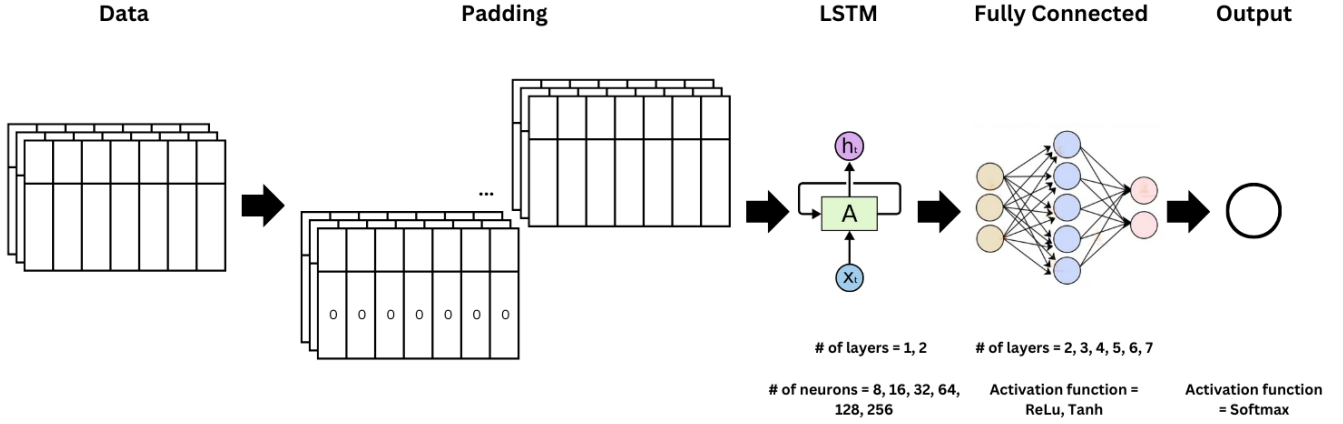 Data
Padding
LSTM
Fully Connected
Output
...
0 0 0 0 0 0 0
hₜ
A
xₜ
# of layers = 1, 2
# of neurons = 8, 16, 32, 64,
128, 256
# of layers = 2, 3, 4, 5, 6, 7
Activation function =
ReLu, Tanh
Activation function
= Softmax